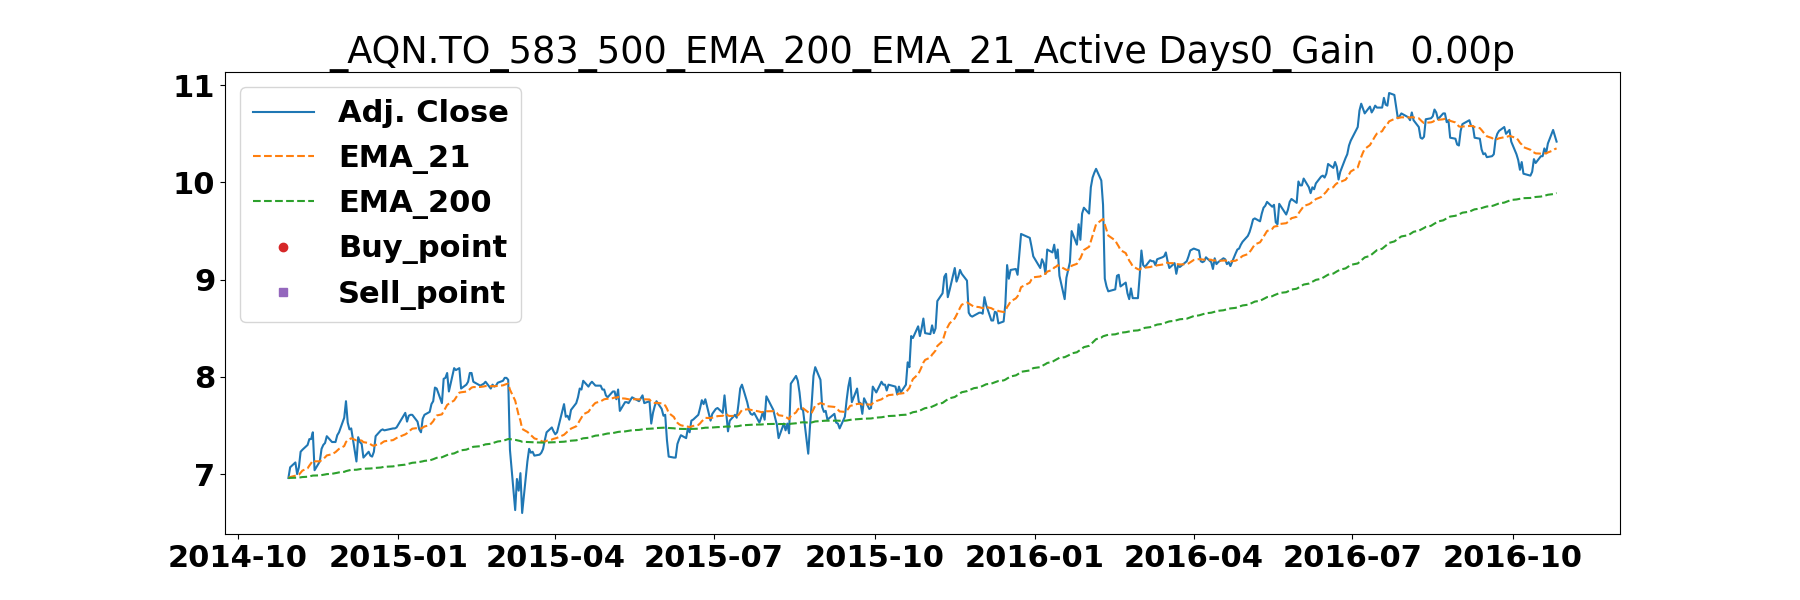 _AQN.TO_583_500_EMA_200_EMA_21_Active Days0_Gain   0.00p
11
10
9
8
7
Adj. Close
EMA_21
EMA_200
Buy_point
Sell_point
2014-10 2015-01 2015-04 2015-07 2015-10 2016-01 2016-04 2016-07 2016-10